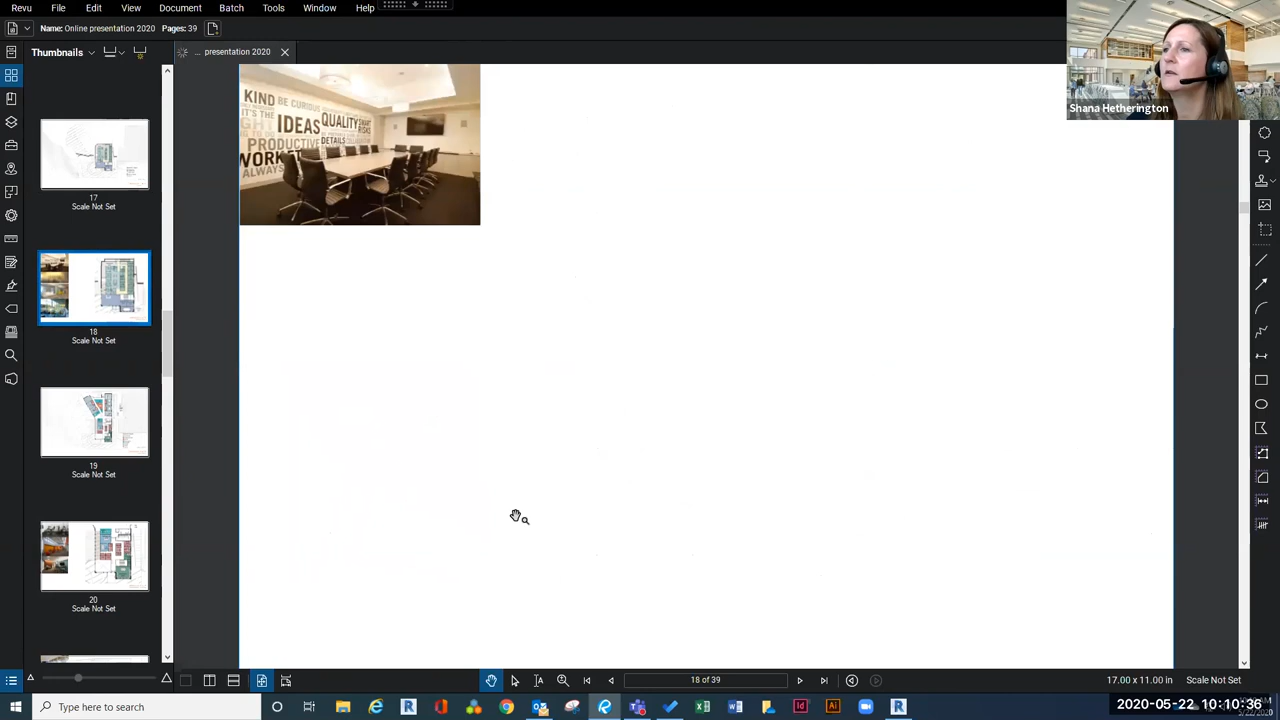 Revu File Edit View Document Batch Tools Window Help
Name: Online presentation 2020 Pages: 39
Thumbnails
... presentation 2020
Shana Hetherington
KIND BE CURIOUS
IT'S THE
IDEAS QUALITY
DETAILS
PRODUCTIVE
WORK
ALWAYS
17
Scale Not Set
18
Scale Not Set
19
Scale Not Set
20
Scale Not Set
18 of 39
17.00 x 11.00 in
Scale Not Set
Type here to search
2020-05-22 10:10:36